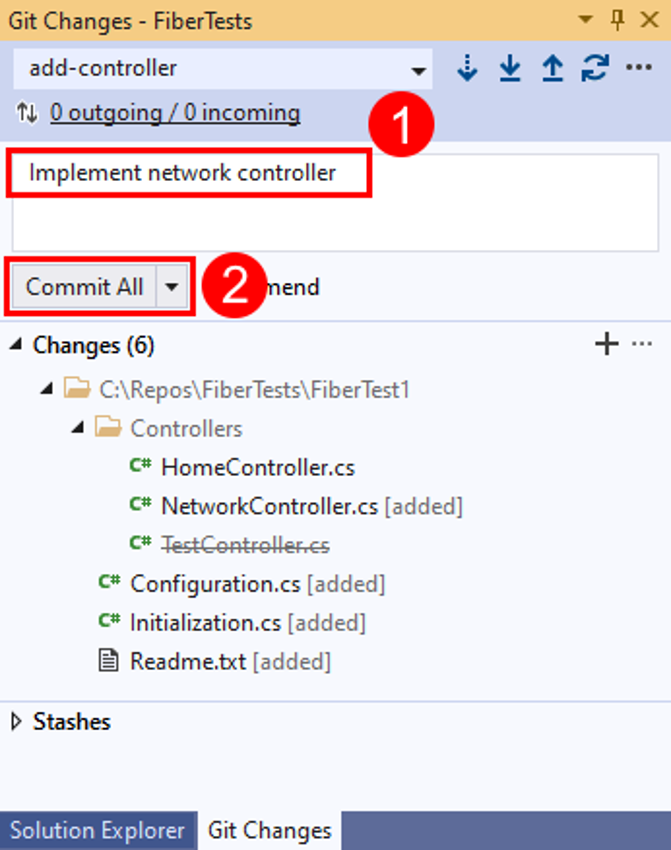 Git Changes - FiberTests
add-controller
0 outgoing / 0 incoming
1
Implement network controller
Commit All
2
mend
Changes (6)
C:\Repos\FiberTests\FiberTest1
Controllers
C# HomeController.cs
C# NetworkController.cs [added]
C# TestController.cs
C# Configuration.cs [added]
C# Initialization.cs [added]
Readme.txt [added]
Stashes
Solution Explorer
Git Changes